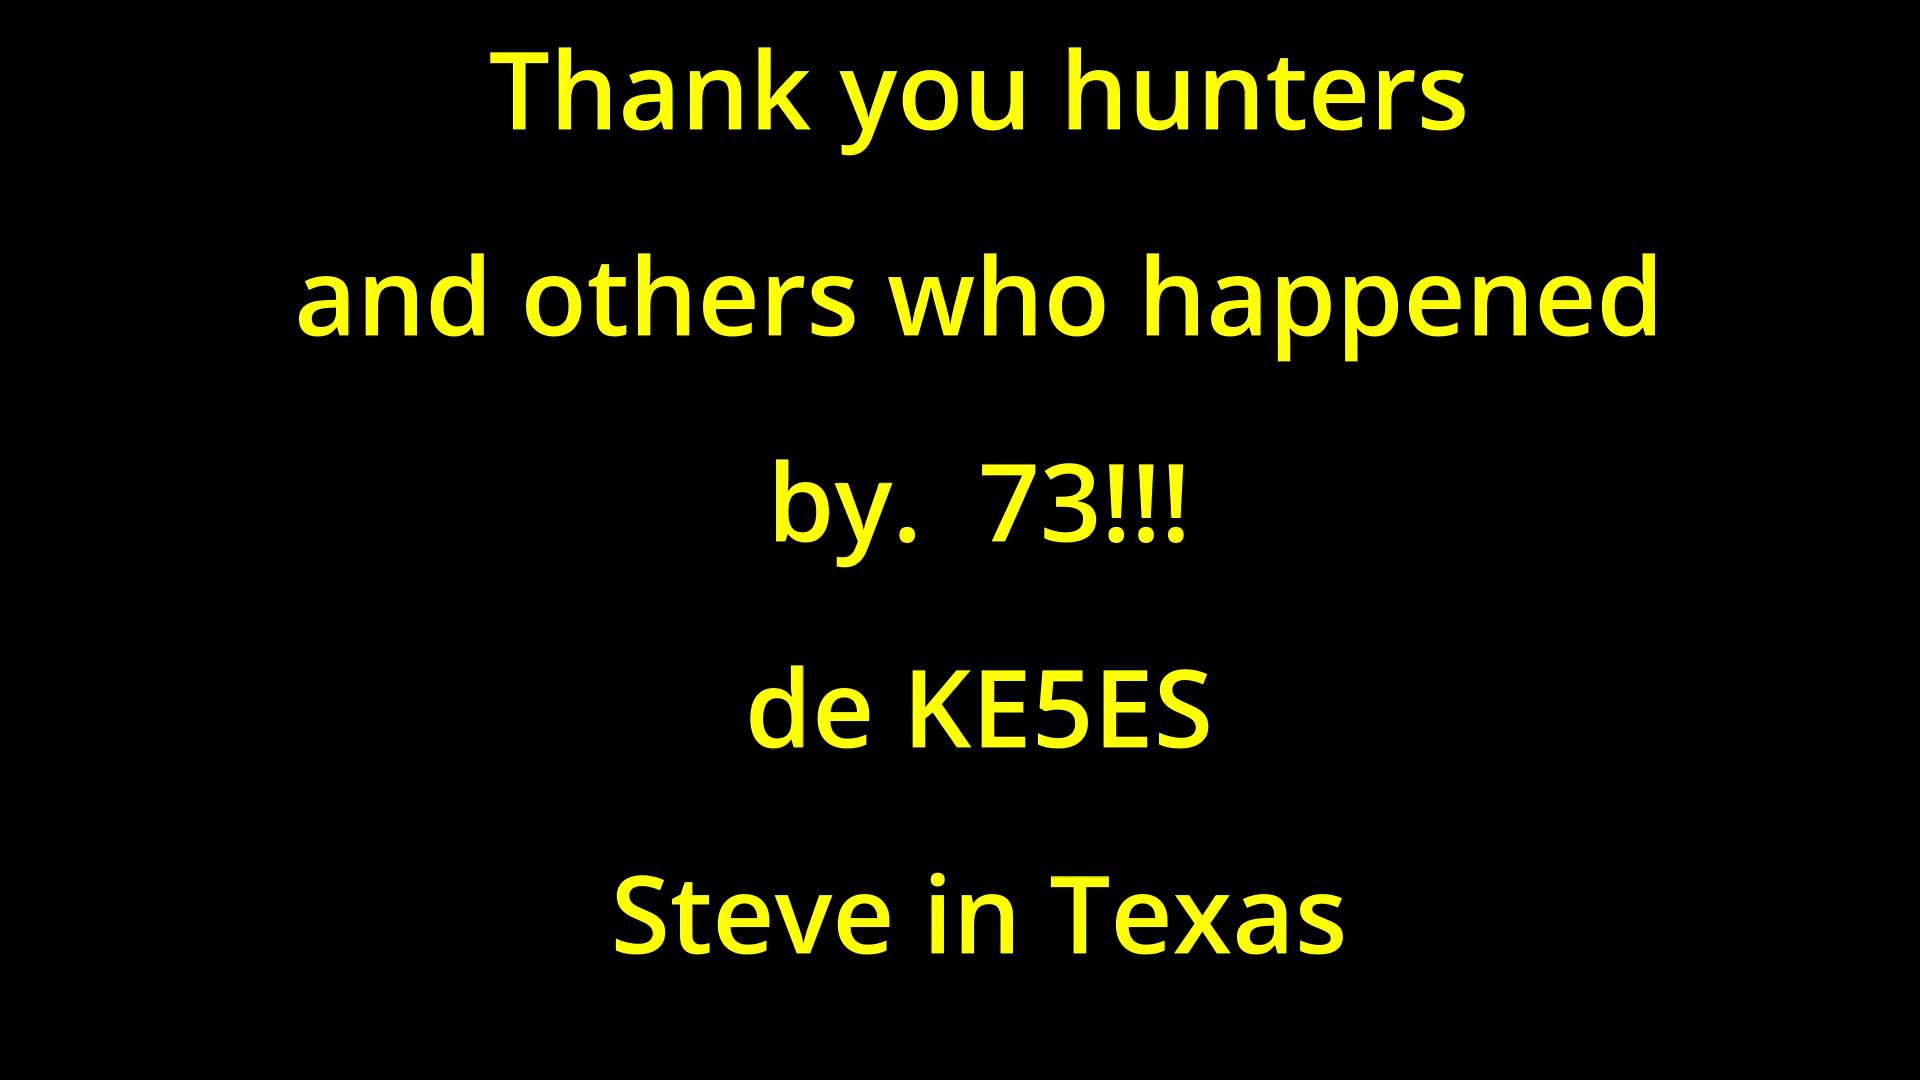 Thank you hunters
and others who happened
by.  73!!!
de KE5ES
Steve in Texas